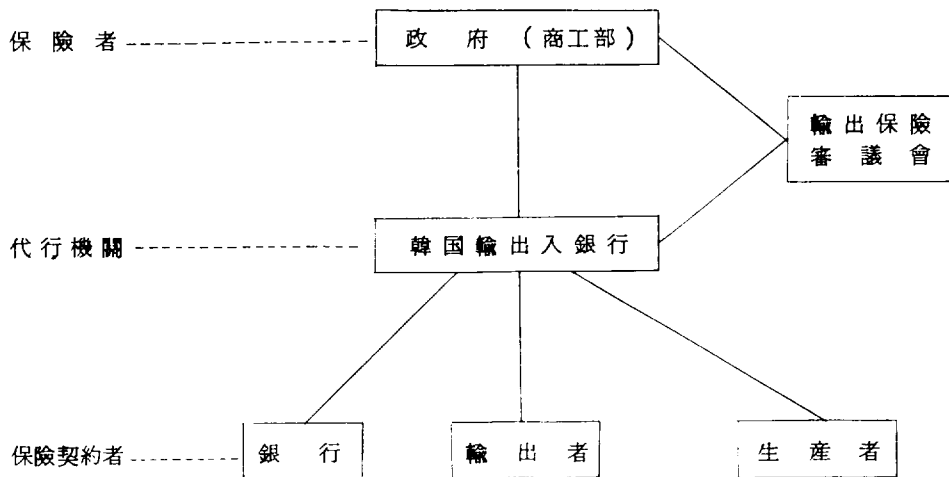 保險者
政府(商工部)
輸出保險
審議會
代行機關
韓国輸出入銀行
保險契約者
銀行
輸出者
生産者